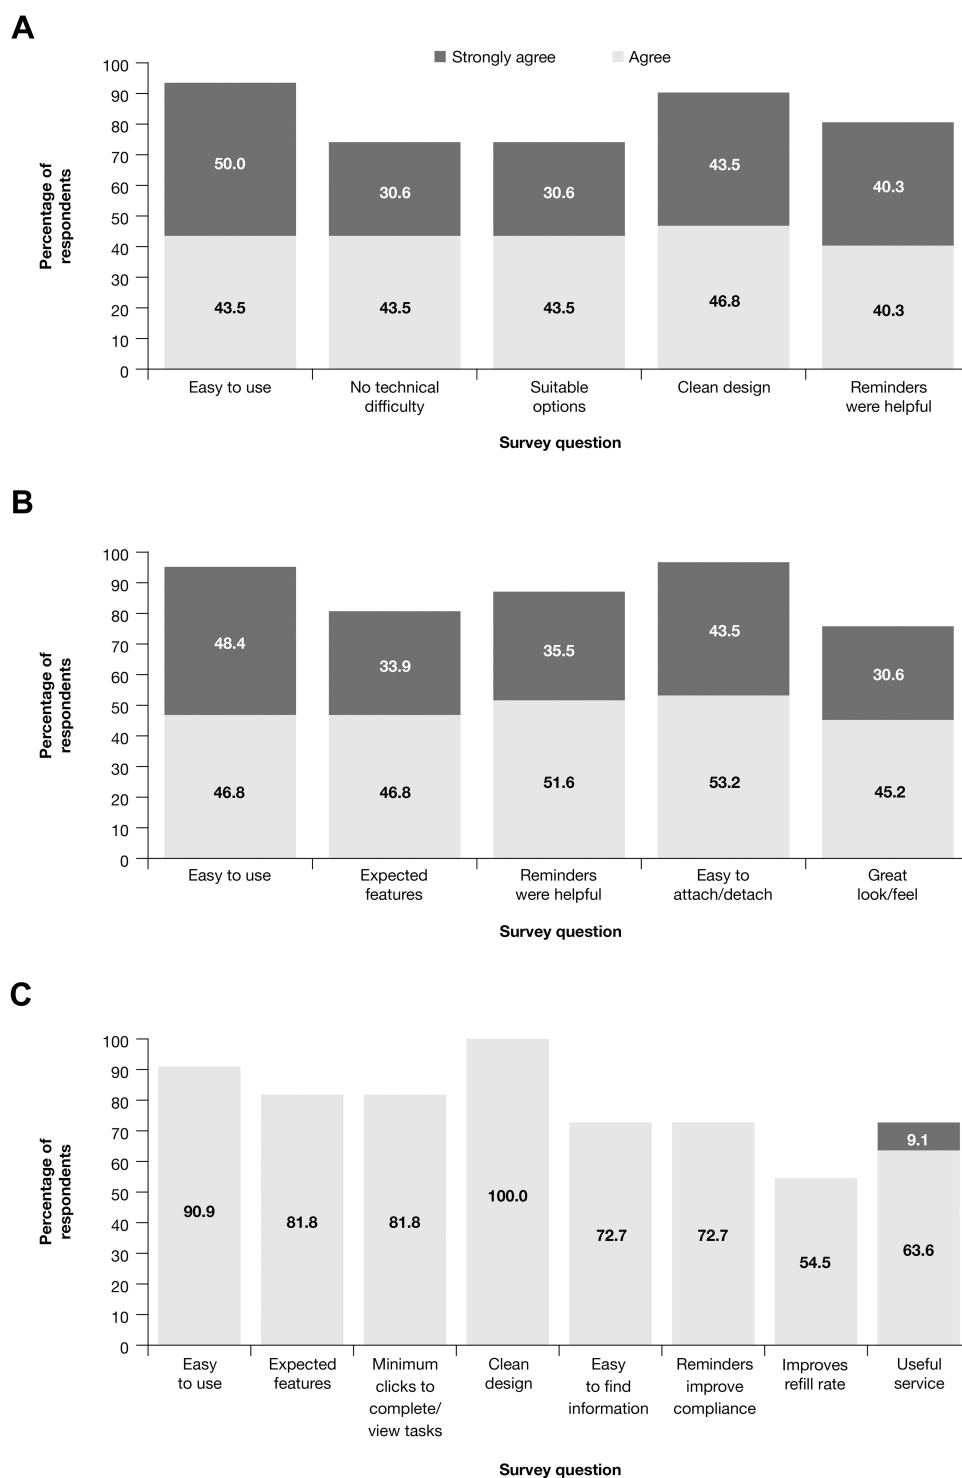 A
Strongly agree Agree
100
90
80
70
60
50
40
30
20
10
0
Percentage of
respondents
50.0 30.6 30.6 43.5 40.3
43.5 43.5 43.5 46.8 40.3
Easy to use No technical Suitable Clean design Reminders
difficulty options were helpful
Survey question
B
100
90
80
70
60
50
40
30
20
10
0
Percentage of
respondents
48.4 33.9 35.5 43.5 30.6
46.8 46.8 51.6 53.2 45.2
Easy to use Expected Reminders Easy to Great
features were helpful attach/detach look/feel
Survey question
C
100
90
80
70
60
50
40
30
20
10
0
Percentage of
respondents
9.1
90.9 81.8 81.8 100.0 72.7 72.7 54.5 63.6
Easy Expected Minimum Clean Easy Reminders Improves Useful
to use features clicks to design to find improve refill rate service
complete/ information compliance
view tasks
Survey question